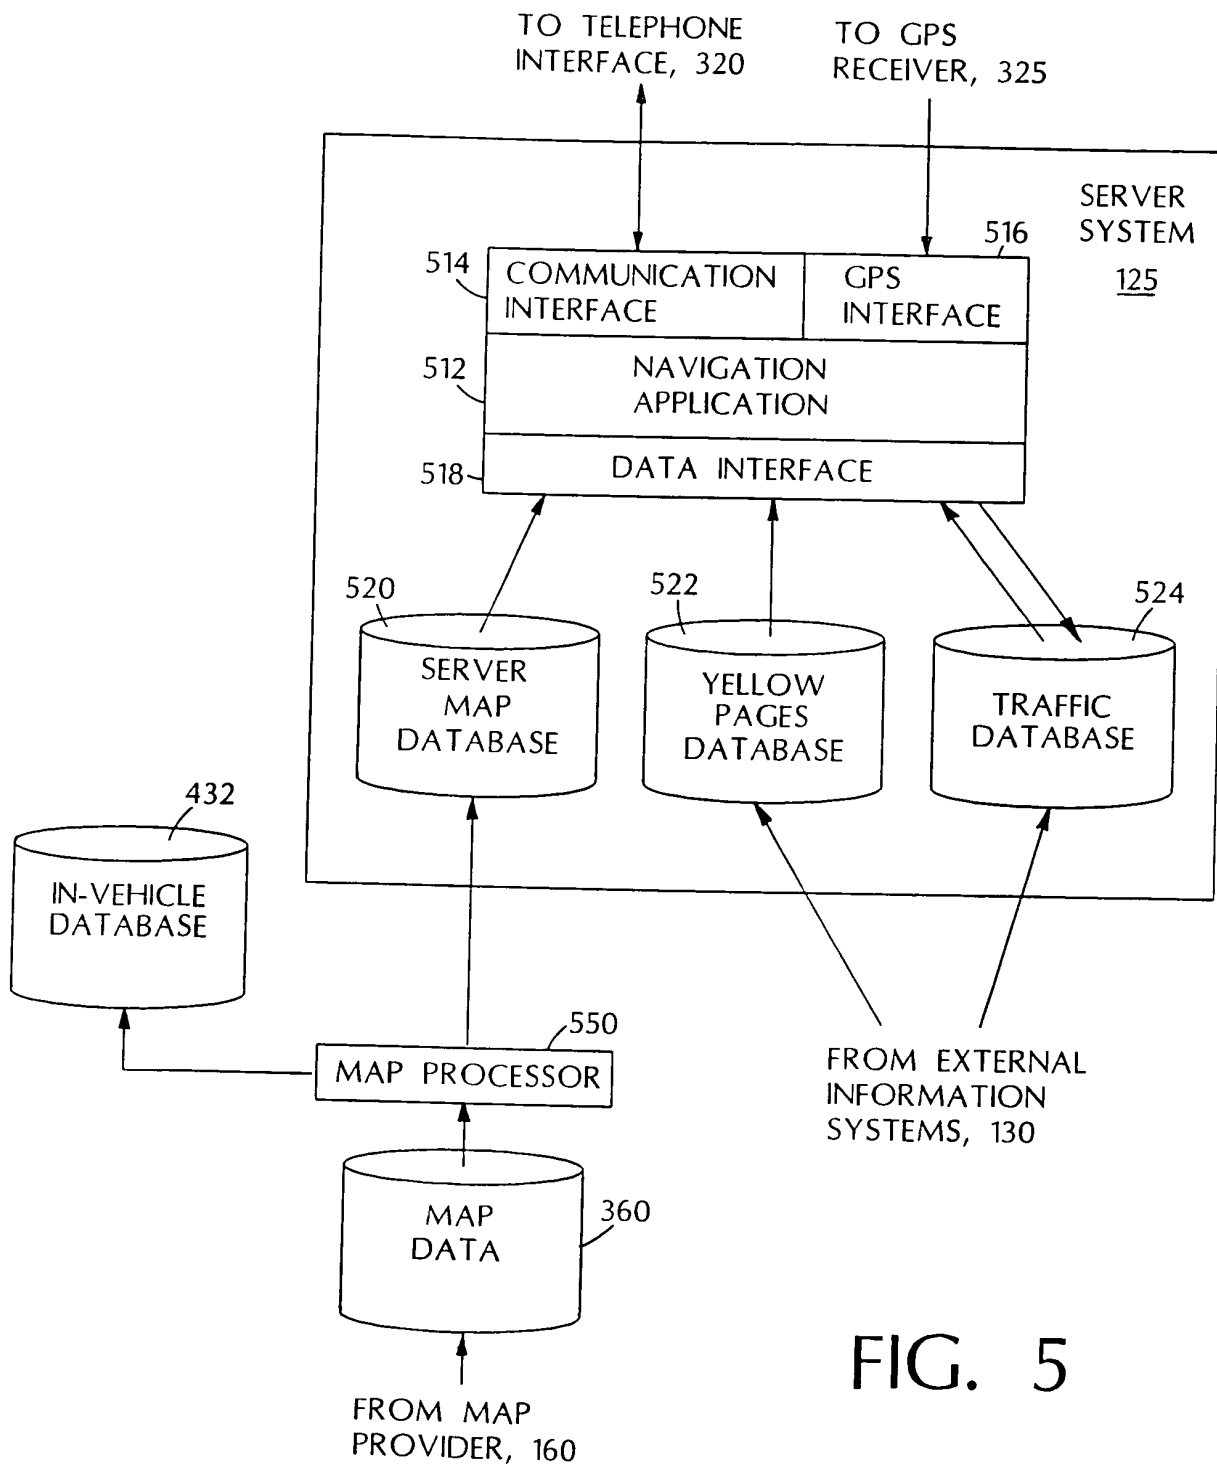 TO TELEPHONE
INTERFACE, 320
TO GPS
RECEIVER, 325
SERVER
SYSTEM
125
516
514
COMMUNICATION
INTERFACE
GPS
INTERFACE
512
NAVIGATION
APPLICATION
518
DATA INTERFACE
520
SERVER
MAP
DATABASE
522
YELLOW
PAGES
DATABASE
524
TRAFFIC
DATABASE
432
IN-VEHICLE
DATABASE
550
MAP PROCESSOR
FROM EXTERNAL
INFORMATION
SYSTEMS, 130
360
MAP
DATA
FROM MAP
PROVIDER, 160
FIG. 5